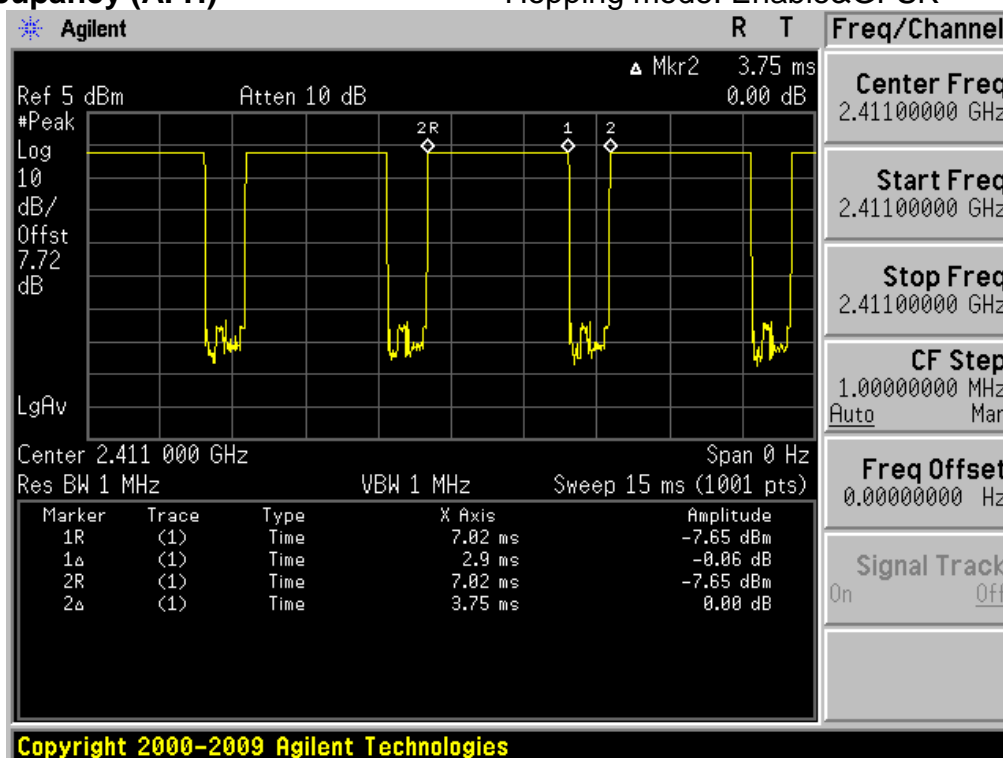 Agilent R T Freq/Channel
▵ Mkr2 3.75 ms
Ref 5 dBm Atten 10 dB 0.00 dB
#Peak
Log
10
dB/
Offst
7.72
dB
2R 1 2
LgAv
Center 2.411 000 GHz Span 0 Hz
Res BW 1 MHz VBW 1 MHz Sweep 15 ms (1001 pts)
Marker Trace Type X Axis Amplitude
1R (1) Time 7.02 ms -7.65 dBm
1▵ (1) Time 2.9 ms -0.06 dB
2R (1) Time 7.02 ms -7.65 dBm
2▵ (1) Time 3.75 ms 0.00 dB
Center Freq
2.41100000 GHz
Start Freq
2.41100000 GHz
Stop Freq
2.41100000 GHz
CF Step
1.00000000 MHz
Auto Man
Freq Offset
0.00000000 Hz
Signal Track
On Off
Copyright 2000-2009 Agilent Technologies